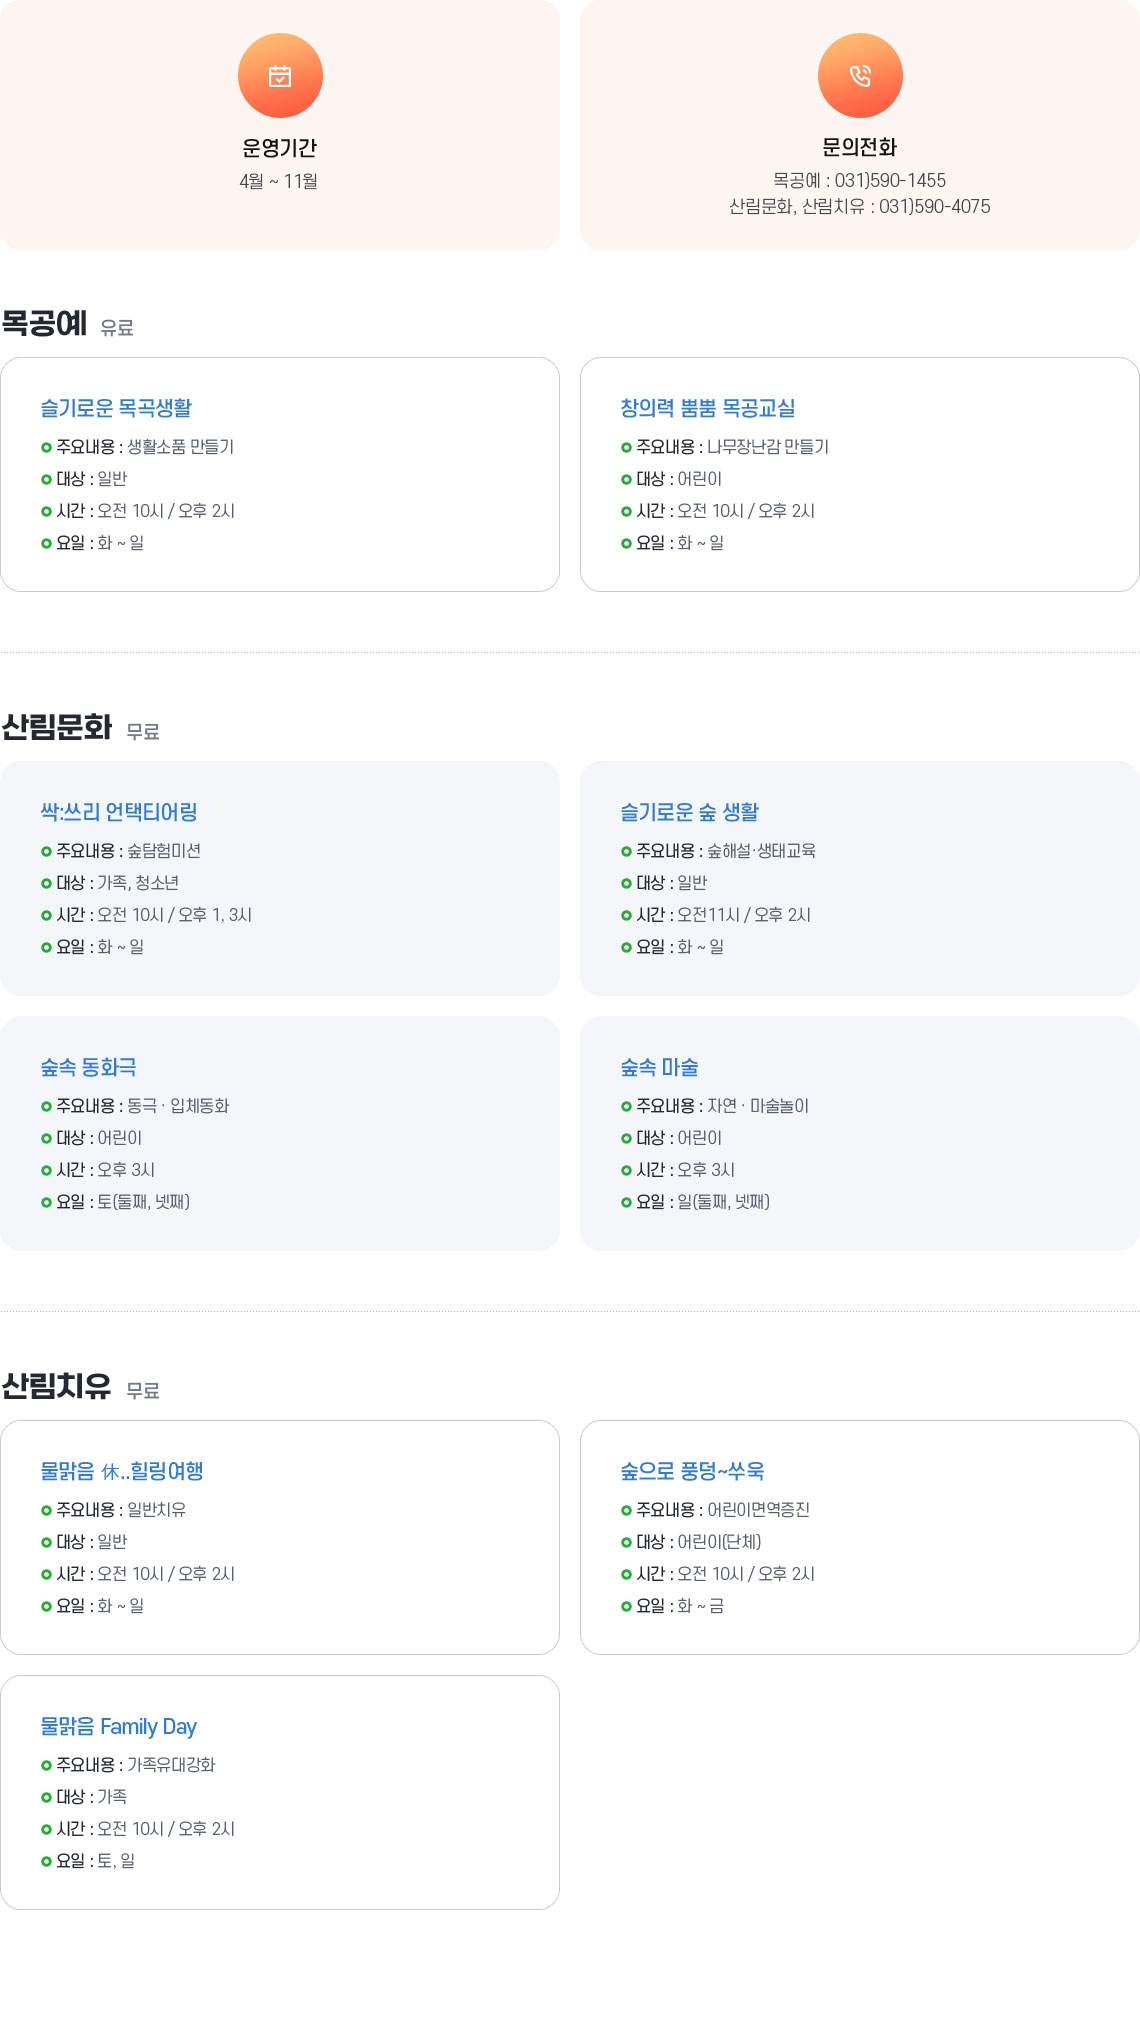 운영기간
4월 ~ 11월
문의전화
목공예 : 031)590-1455
산림문화, 산림치유 : 031)590-4075
목공예 유료
슬기로운 목곡생활
주요내용 : 생활소품 만들기
대상 : 일반
시간 : 오전 10시 / 오후 2시
요일 : 화 ~ 일
창의력 뿜뿜 목공교실
주요내용 : 나무장난감 만들기
대상 : 어린이
시간 : 오전 10시 / 오후 2시
요일 : 화 ~ 일
산림문화 무료
싹:쓰리 언택티어링
주요내용 : 숲탐험미션
대상 : 가족, 청소년
시간 : 오전 10시 / 오후 1, 3시
요일 : 화 ~ 일
슬기로운 숲 생활
주요내용 : 숲해설·생태교육
대상 : 일반
시간 : 오전11시 / 오후 2시
요일 : 화 ~ 일
숲속 동화극
주요내용 : 동극 · 입체동화
대상 : 어린이
시간 : 오후 3시
요일 : 토(둘째, 넷째)
숲속 마술
주요내용 : 자연 · 마술놀이
대상 : 어린이
시간 : 오후 3시
요일 : 일(둘째, 넷째)
산림치유 무료
물맑음 休..힐링여행
주요내용 : 일반치유
대상 : 일반
시간 : 오전 10시 / 오후 2시
요일 : 화 ~ 일
숲으로 풍덩~쑤욱
주요내용 : 어린이면역증진
대상 : 어린이(단체)
시간 : 오전 10시 / 오후 2시
요일 : 화 ~ 금
물맑음 Family Day
주요내용 : 가족유대강화
대상 : 가족
시간 : 오전 10시 / 오후 2시
요일 : 토, 일